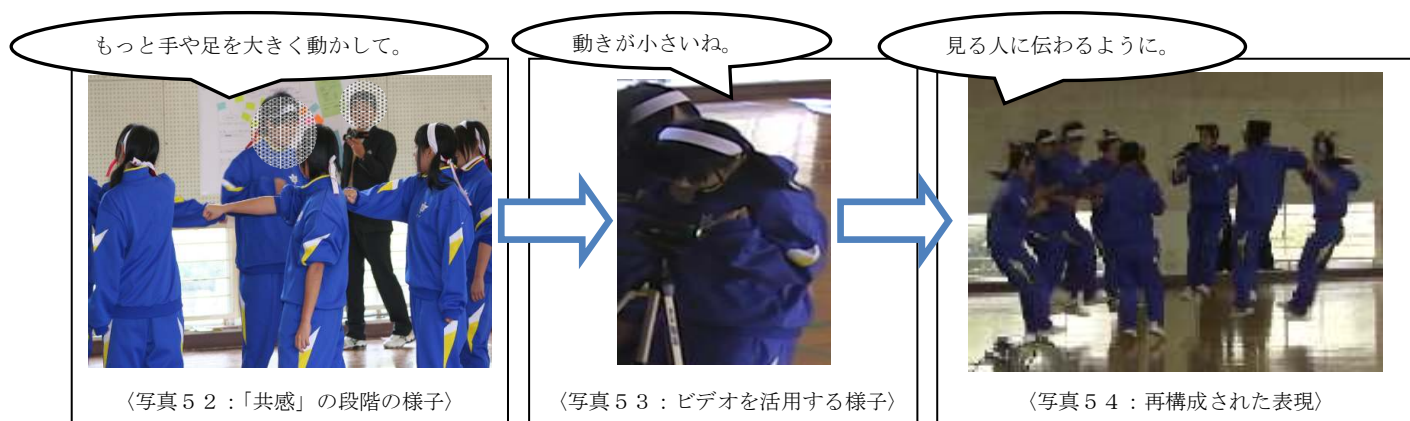 もっと手や足を大きく動かして。
動きが小さいね。
見る人に伝わるように。
〈写真５２：「共感」の段階の様子〉
〈写真５３：ビデオを活用する様子〉
〈写真５４：再構成された表現〉